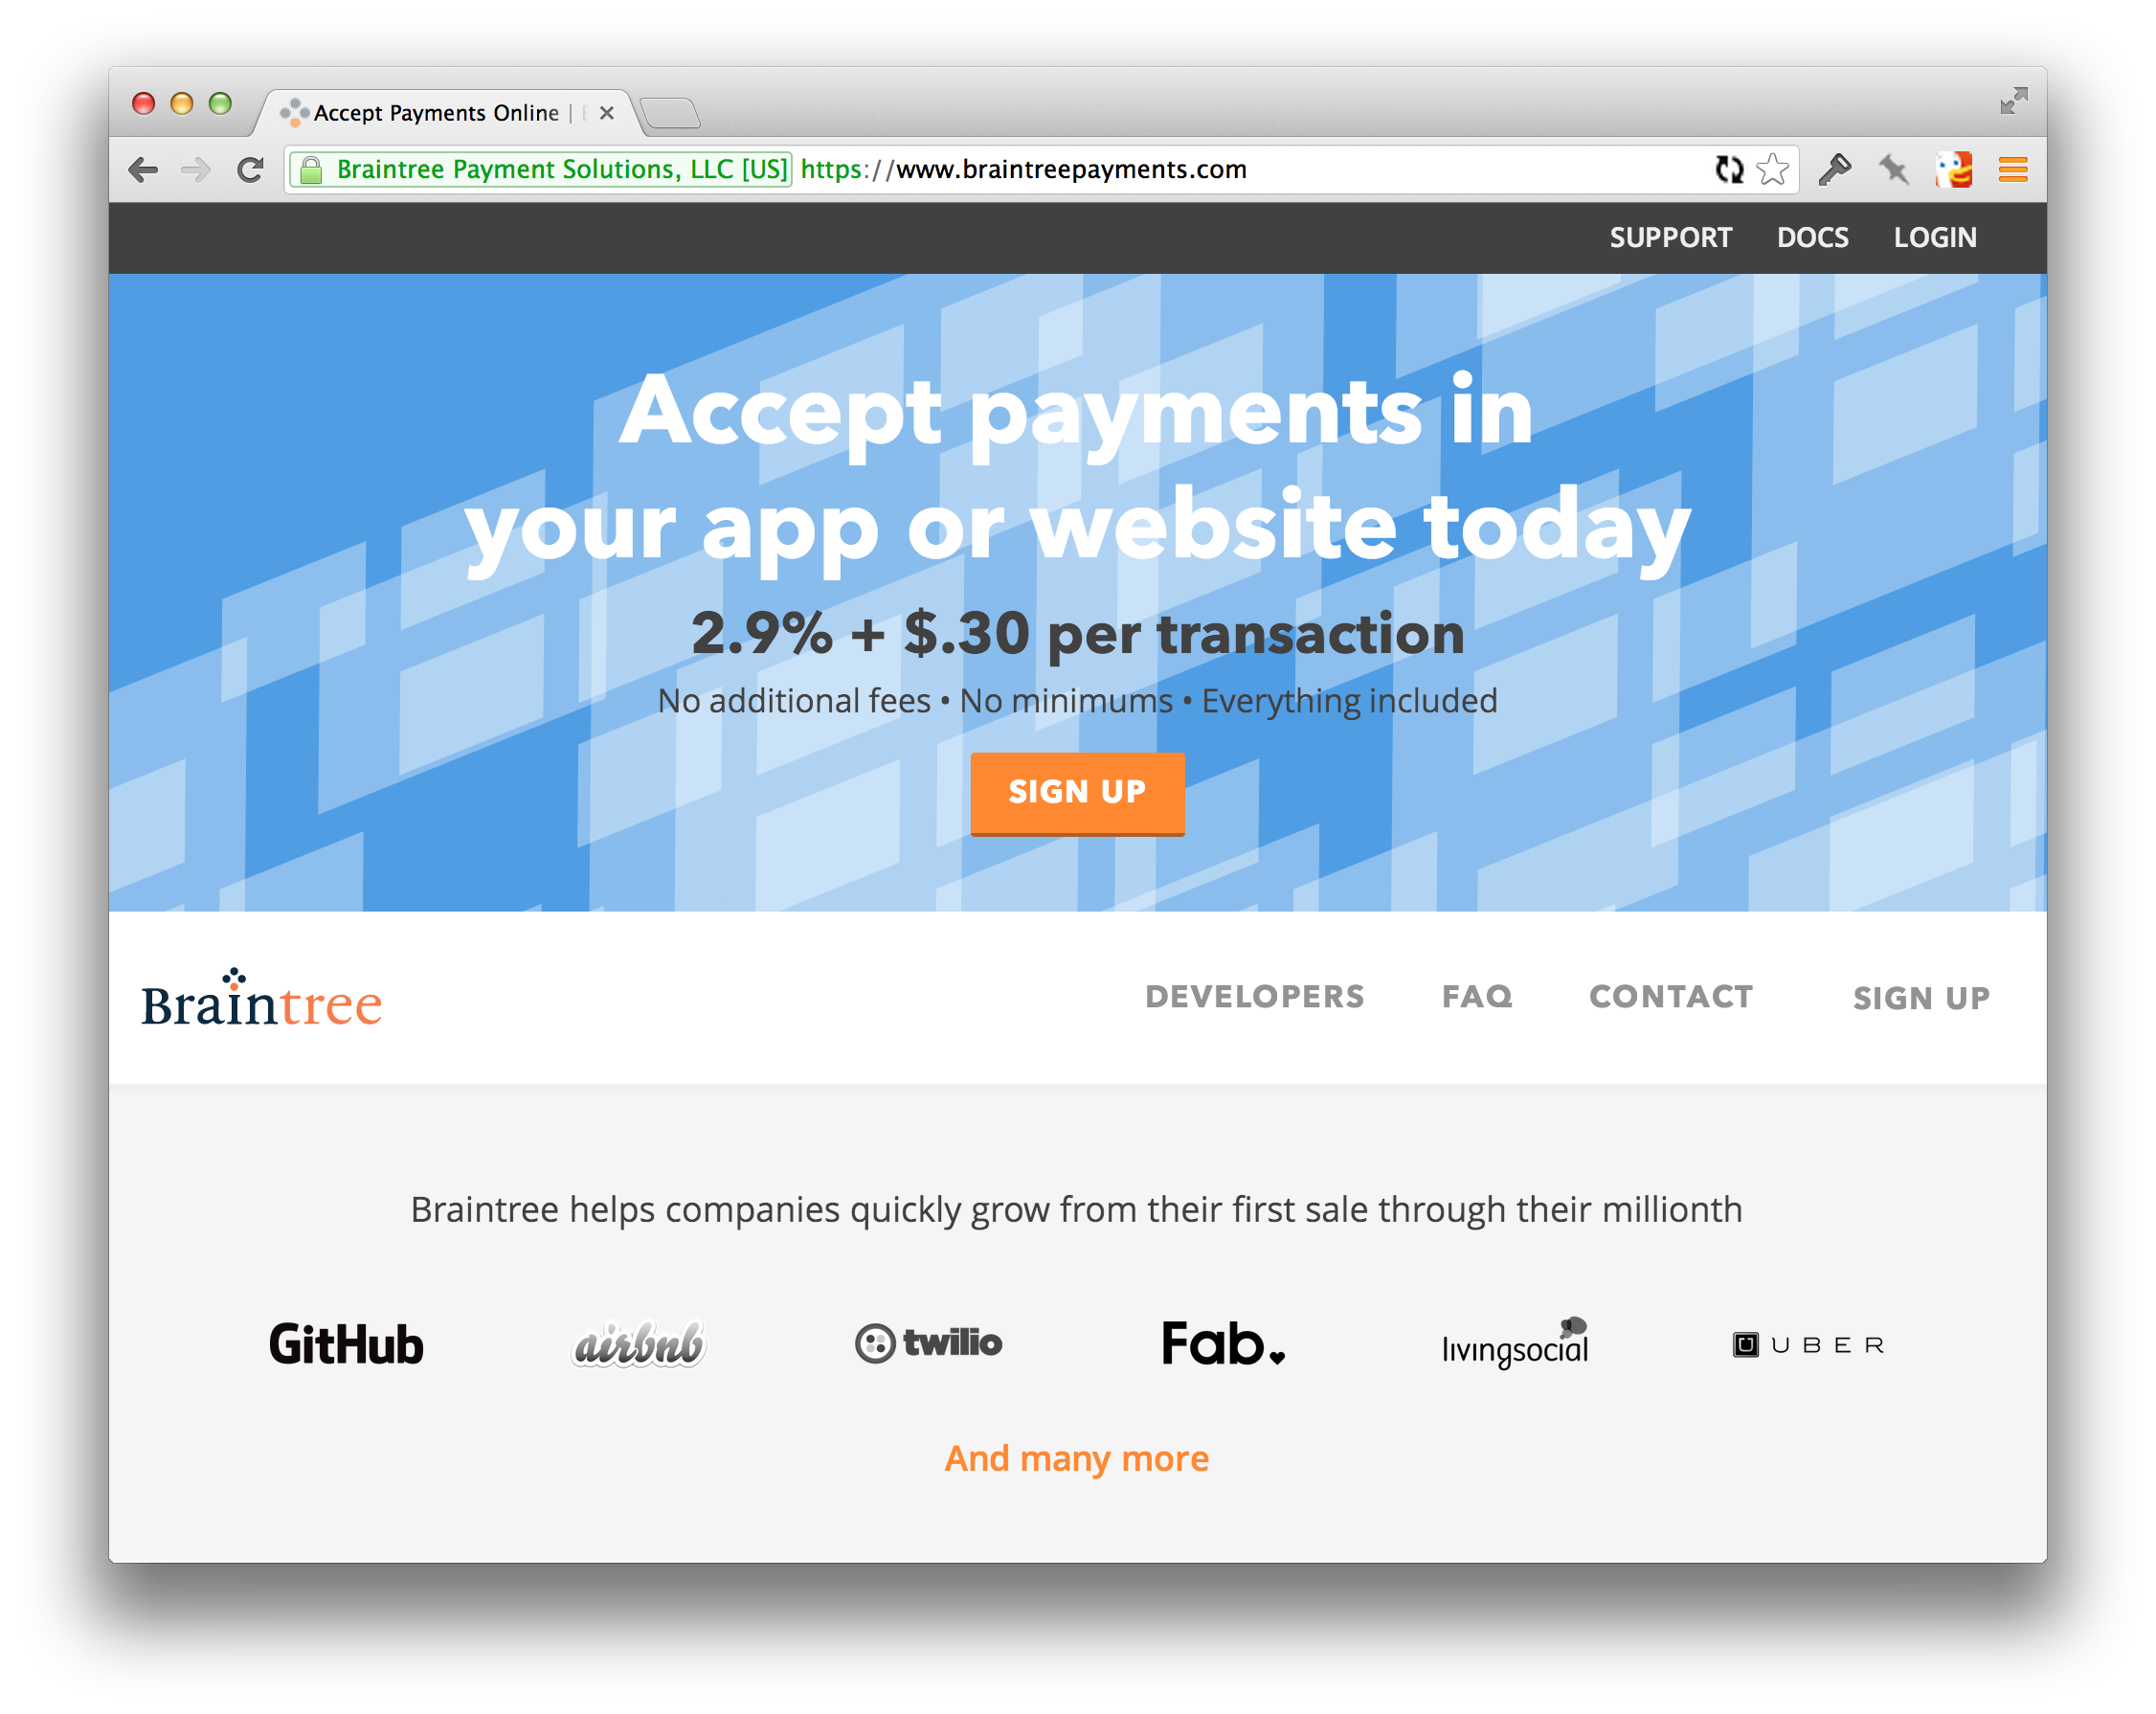 Accept Payments Online |
Braintree Payment Solutions, LLC [US] https://www.braintreepayments.com
SUPPORT DOCS LOGIN
Accept payments in
your app or website today
2.9% + $.30 per transaction
No additional fees • No minimums • Everything included
SIGN UP
Braintree DEVELOPERS FAQ CONTACT SIGN UP
Braintree helps companies quickly grow from their first sale through their millionth
GitHub airbnb twilio Fab. livingsocial UBER
And many more